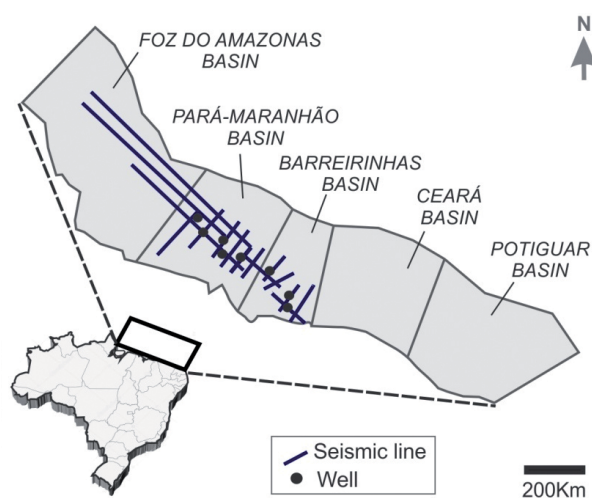 FOZ DO AMAZONAS
BASIN
N
PARÁ-MARANHÃO
BASIN
BARREIRINHAS
BASIN
CEARÁ
BASIN
POTIGUAR
BASIN
Seismic line
Well
200Km